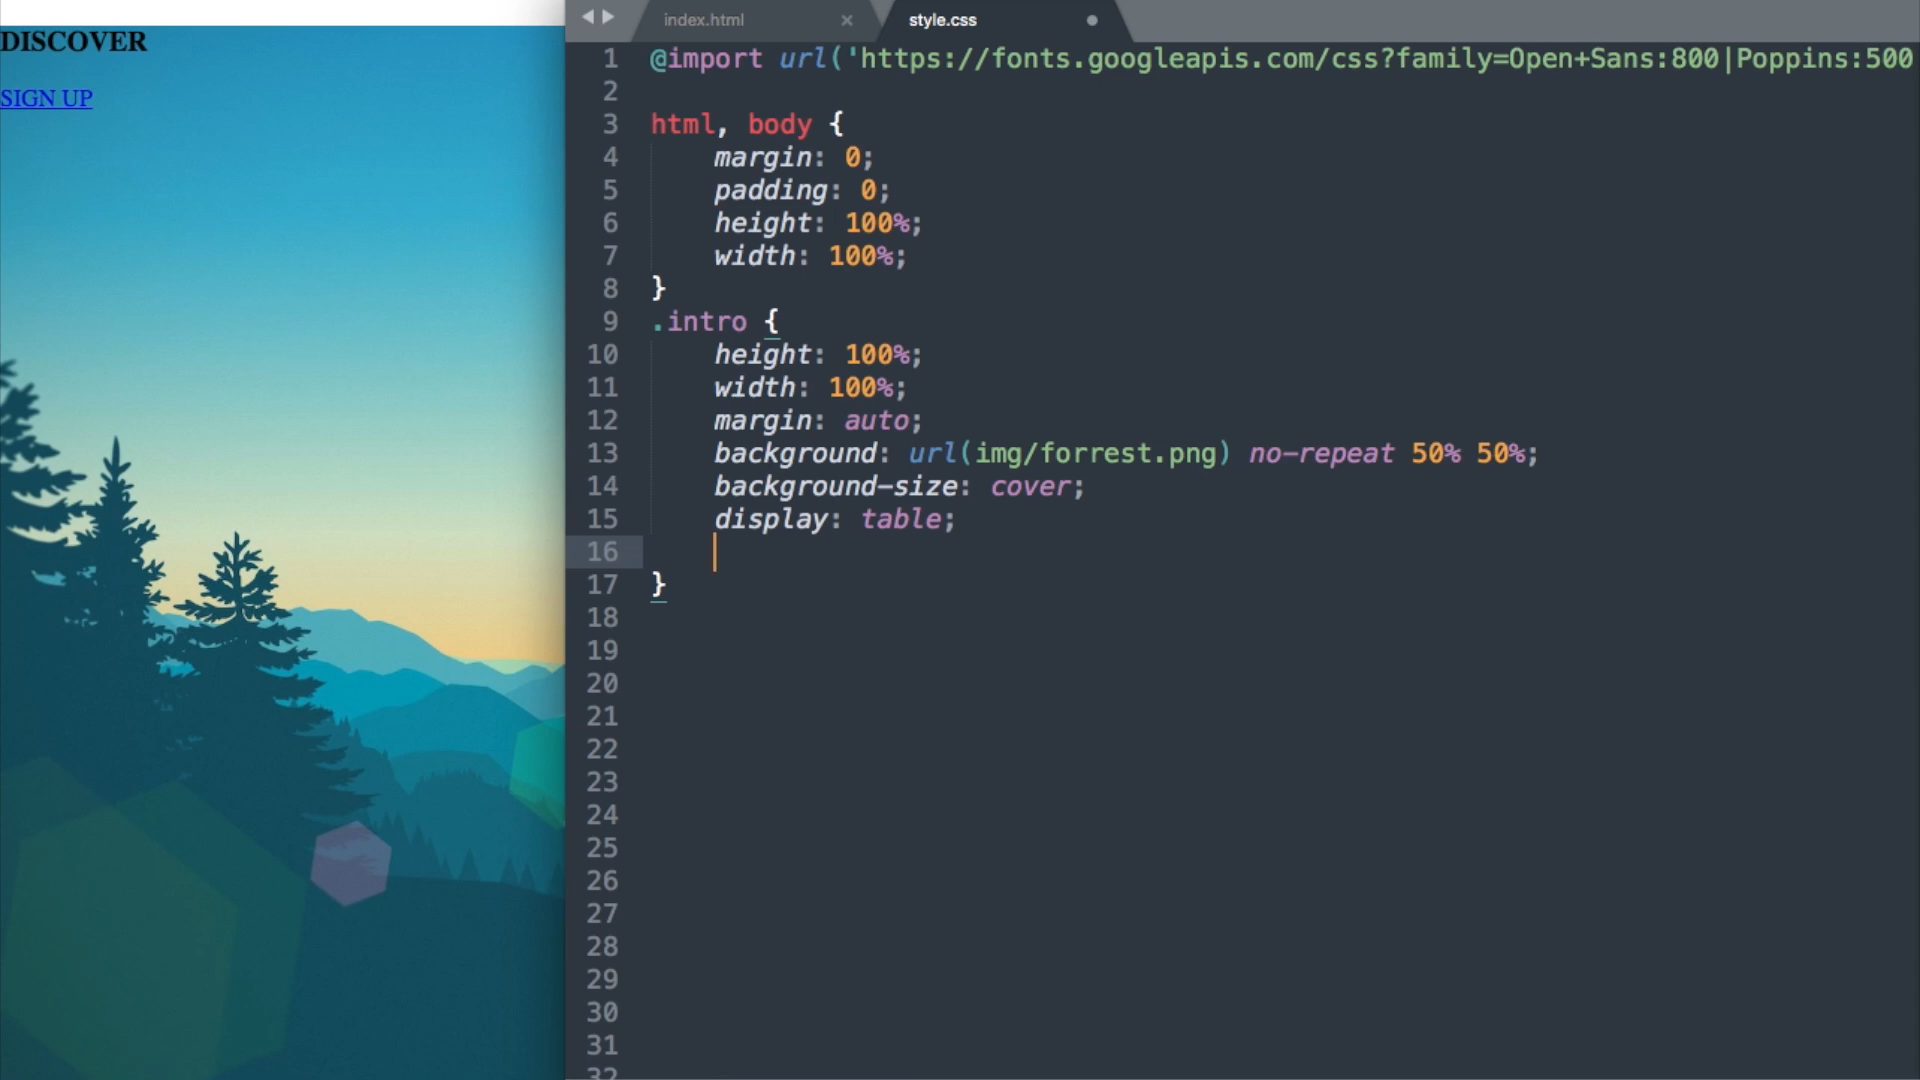 DISCOVER
SIGN UP
index.html
style.css
1 @import url('https://fonts.googleapis.com/css?family=Open+Sans:800|Poppins:500
2
3 html, body {
4 margin: 0;
5 padding: 0;
6 height: 100%;
7 width: 100%;
8 }
9 .intro {
10 height: 100%;
11 width: 100%;
12 margin: auto;
13 background: url(img/forrest.png) no-repeat 50% 50%;
14 background-size: cover;
15 display: table;
16
17 }
18
19
20
21
22
23
24
25
26
27
28
29
30
31
32